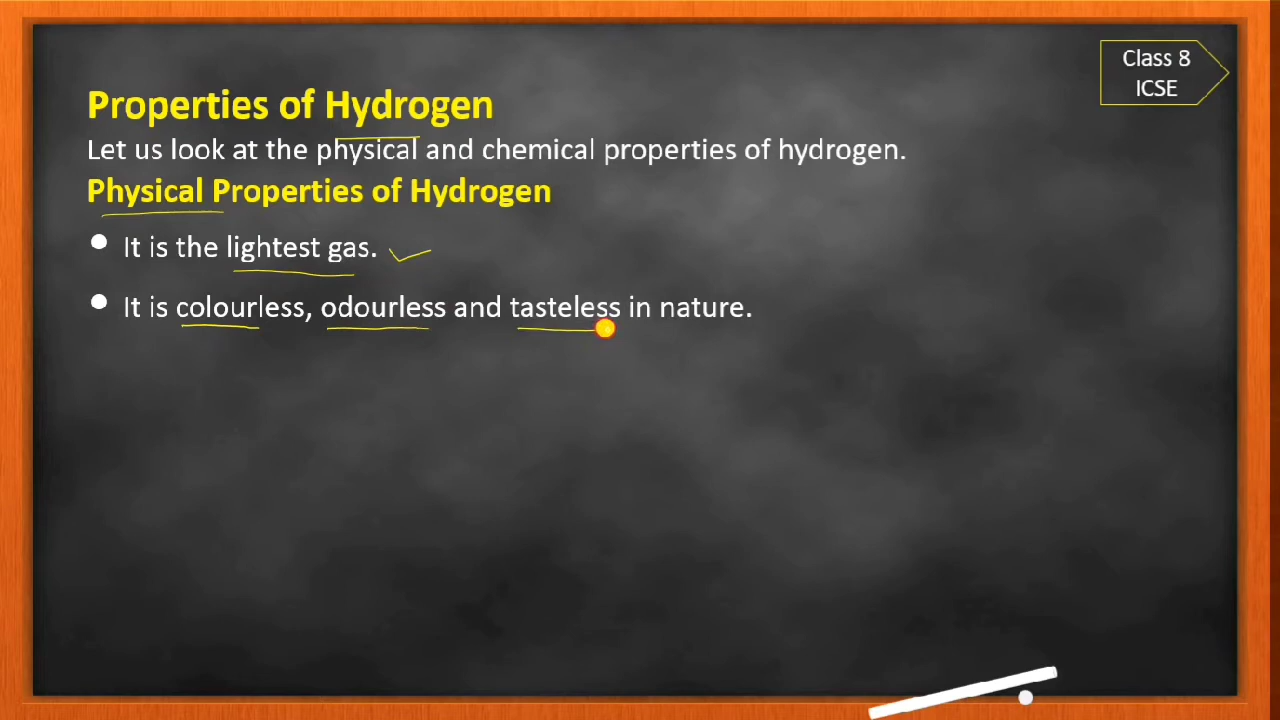 Class 8
ICSE
Properties of Hydrogen
Let us look at the physical and chemical properties of hydrogen.
Physical Properties of Hydrogen
• It is the lightest gas.
• It is colourless, odourless and tasteless in nature.